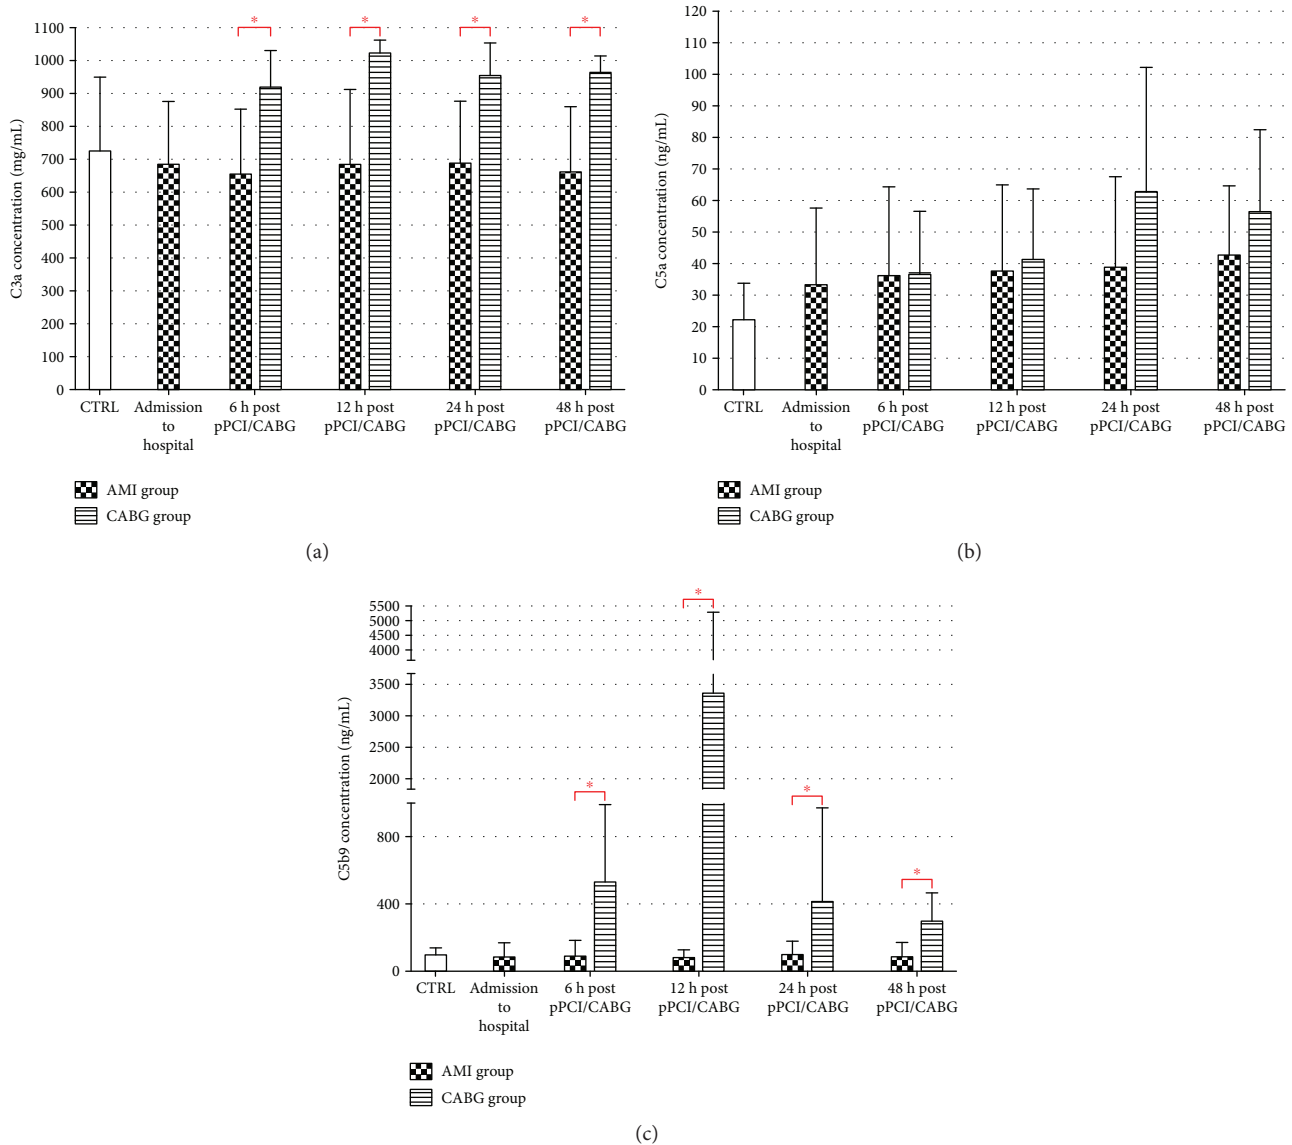 C3a concentration (mg/mL)
1100
1000
900
800
700
600
500
400
300
200
100
0
* * * *
CTRL Admission to hospital 6 h post pPCI/CABG 12 h post pPCI/CABG 24 h post pPCI/CABG 48 h post pPCI/CABG
AMI group
CABG group
(a)
C5a concentration (ng/mL)
120
110
100
90
80
70
60
50
40
30
20
10
0
CTRL Admission to hospital 6 h post pPCI/CABG 12 h post pPCI/CABG 24 h post pPCI/CABG 48 h post pPCI/CABG
AMI group
CABG group
(b)
C5b9 concentration (ng/mL)
5500
5000
4500
4000
3500
3000
2500
2000
800
400
0
* * * *
CTRL Admission to hospital 6 h post pPCI/CABG 12 h post pPCI/CABG 24 h post pPCI/CABG 48 h post pPCI/CABG
AMI group
CABG group
(c)